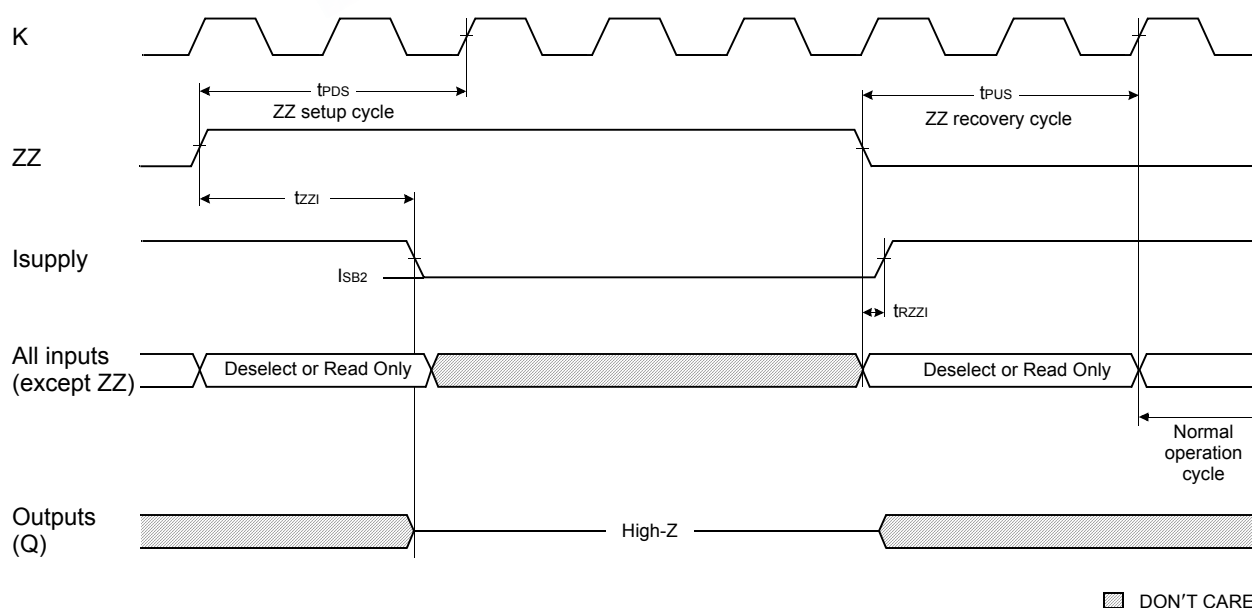 K
tPDS
ZZ setup cycle
tPUS
ZZ recovery cycle
ZZ
tZZI
Isupply
ISB2
tRZZI
All inputs
(except ZZ)
Deselect or Read Only
Deselect or Read Only
Normal
operation
cycle
Outputs
(Q)
High-Z
DON'T CARE